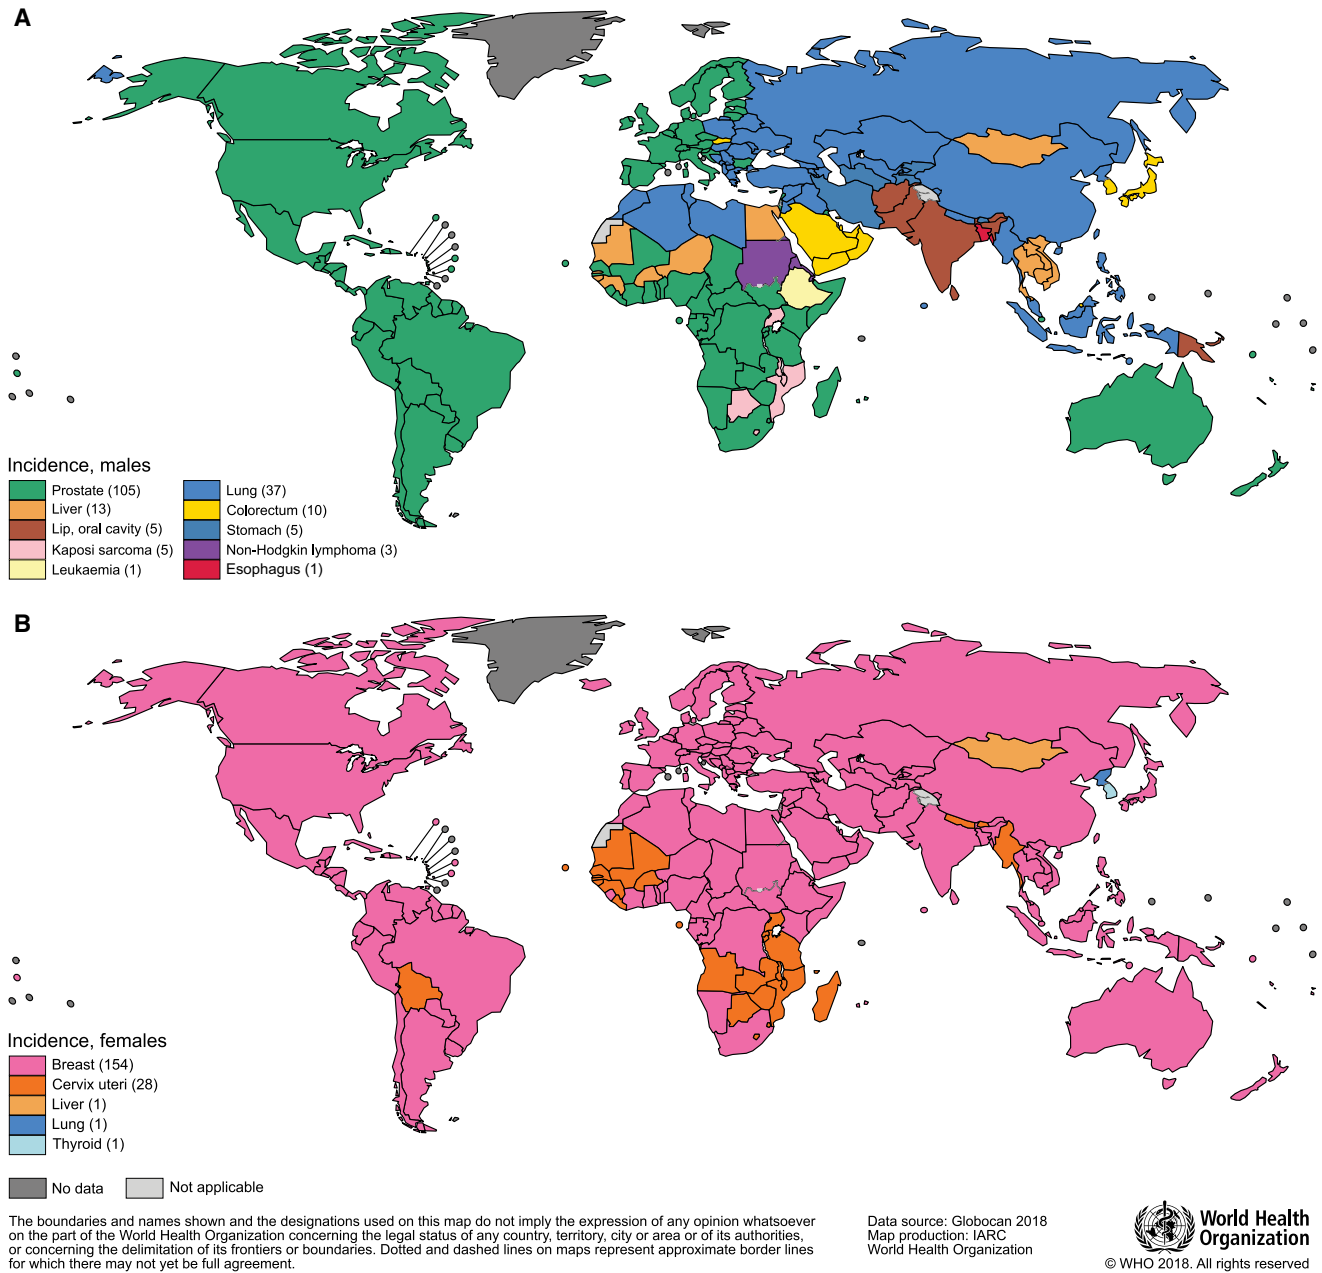 A
Incidence, males
Prostate (105)
Liver (13)
Lip, oral cavity (5)
Kaposi sarcoma (5)
Leukaemia (1)
Lung (37)
Colorectum (10)
Stomach (5)
Non-Hodgkin lymphoma (3)
Esophagus (1)
B
Incidence, females
Breast (154)
Cervix uteri (28)
Liver (1)
Lung (1)
Thyroid (1)
No data
Not applicable
The boundaries and names shown and the designations used on this map do not imply the expression of any opinion whatsoever
on the part of the World Health Organization concerning the legal status of any country, territory, city or area or of its authorities,
or concerning the delimitation of its frontiers or boundaries. Dotted and dashed lines on maps represent approximate border lines
for which there may not yet be full agreement.
Data source: Globocan 2018
Map production: IARC
World Health Organization
World Health
Organization
© WHO 2018. All rights reserved